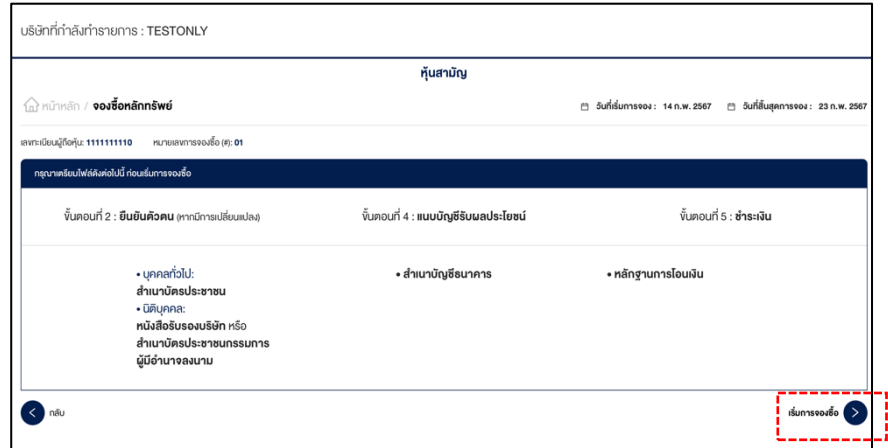 บริษัทที่กำลังทำรายการ : TESTONLY
หุ้นสามัญ
หน้าหลัก / จองซื้อหลักทรัพย์
วันที่เริ่มการจอง : 14 ก.พ. 2567 วันที่สิ้นสุดการจอง : 23 ก.พ. 2567
เลขทะเบียนผู้ถือหุ้น: 1111111110 หมายเลขการจองซื้อ (#): 01
กรุณาเตรียมไฟล์ดังต่อไปนี้ ก่อนเริ่มการจองซื้อ
ขั้นตอนที่ 2 : ยืนยันตัวตน (หากมีการเปลี่ยนแปลง)
ขั้นตอนที่ 4 : แนบบัญชีรับผลประโยชน์
ขั้นตอนที่ 5 : ชำระเงิน
• บุคคลทั่วไป:
สำเนาบัตรประชาชน
• นิติบุคคล:
หนังสือรับรองบริษัท หรือ
สำเนาบัตรประชาชนกรรมการ
ผู้มีอำนาจลงนาม
• สำเนาบัญชีธนาคาร
• หลักฐานการโอนเงิน
กลับ
เริ่มการจองซื้อ